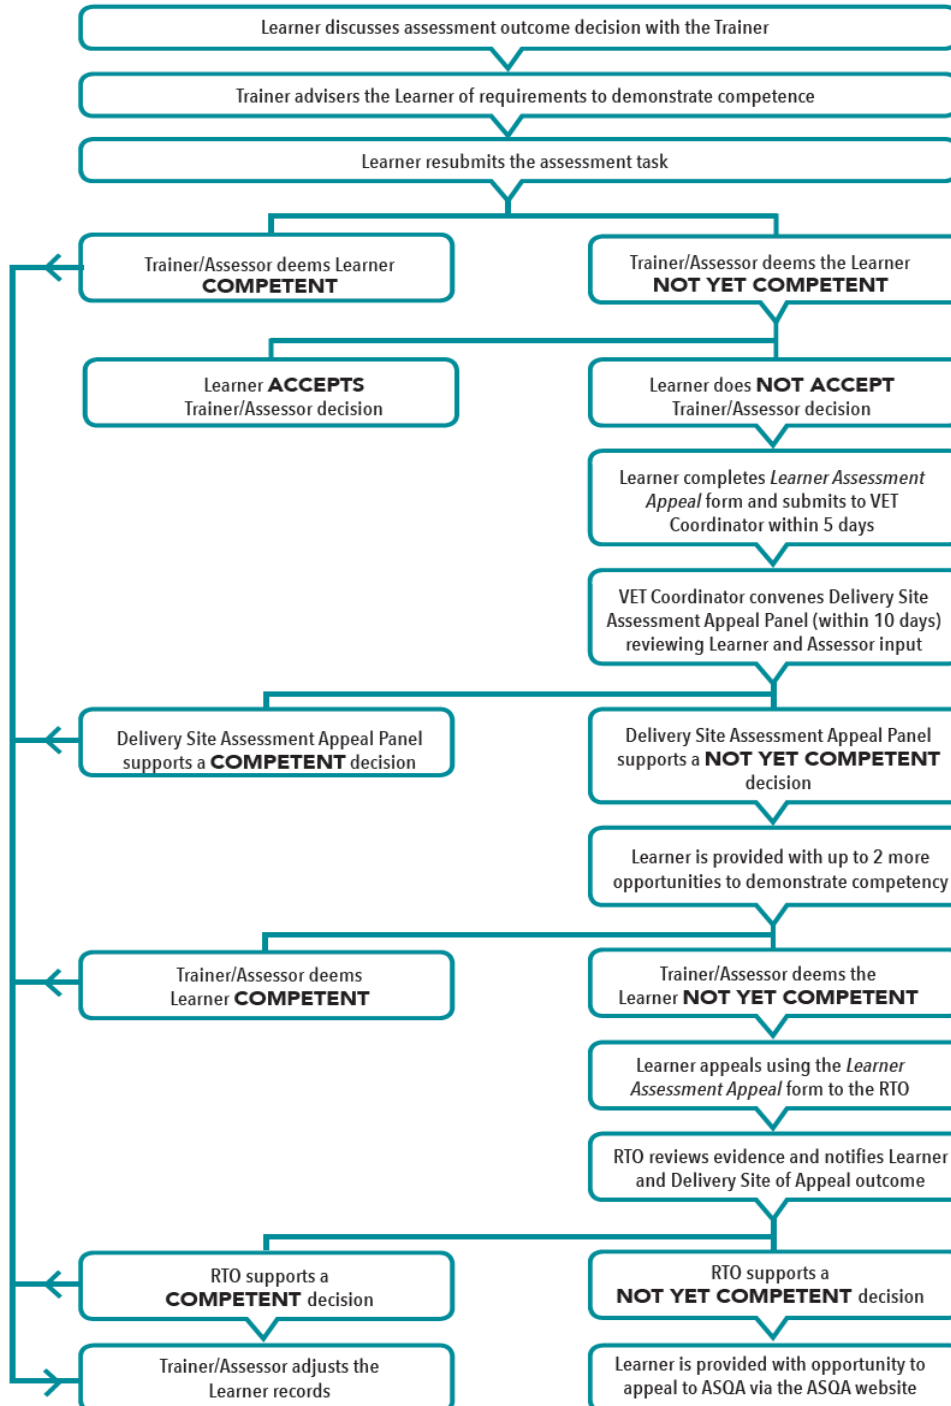 Learner discusses assessment outcome decision with the Trainer
Trainer advisers the Learner of requirements to demonstrate competence
Learner resubmits the assessment task
Trainer/Assessor deems Learner
COMPETENT
Trainer/Assessor deems the Learner
NOT YET COMPETENT
Learner ACCEPTS
Trainer/Assessor decision
Learner does NOT ACCEPT
Trainer/Assessor decision
Learner completes Learner Assessment
Appeal form and submits to VET
Coordinator within 5 days
VET Coordinator convenes Delivery Site
Assessment Appeal Panel (within 10 days)
reviewing Learner and Assessor input
Delivery Site Assessment Appeal Panel
supports a COMPETENT decision
Delivery Site Assessment Appeal Panel
supports a NOT YET COMPETENT
decision
Learner is provided with up to 2 more
opportunities to demonstrate competency
Trainer/Assessor deems
Learner COMPETENT
Trainer/Assessor deems the
Learner NOT YET COMPETENT
Learner appeals using the Learner
Assessment Appeal form to the RTO
RTO reviews evidence and notifies Learner
and Delivery Site of Appeal outcome
RTO supports a
COMPETENT decision
RTO supports a
NOT YET COMPETENT decision
Trainer/Assessor adjusts the
Learner records
Learner is provided with opportunity to
appeal to ASQA via the ASQA website